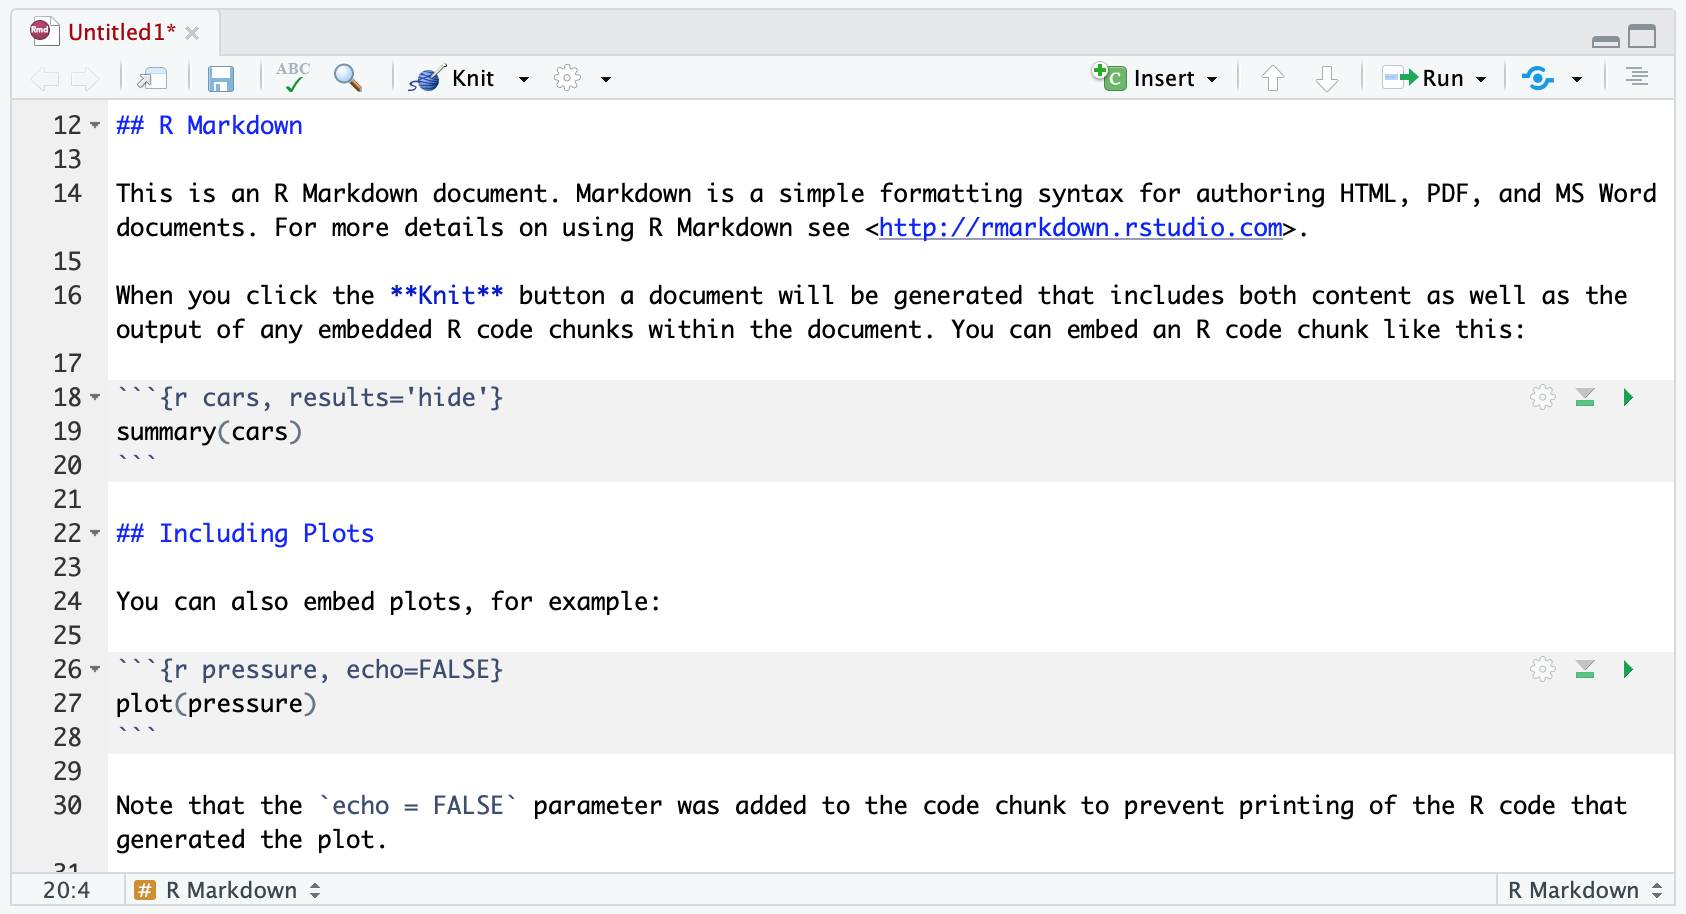 Rmd Untitled1*
ABC Knit Insert Run
12 ## R Markdown
13
14 This is an R Markdown document. Markdown is a simple formatting syntax for authoring HTML, PDF, and MS Word
documents. For more details on using R Markdown see <http://rmarkdown.rstudio.com>.
15
16 When you click the **Knit** button a document will be generated that includes both content as well as the
output of any embedded R code chunks within the document. You can embed an R code chunk like this:
17
18 ```{r cars, results='hide'}
19 summary(cars)
20 ```
21
22 ## Including Plots
23
24 You can also embed plots, for example:
25
26 ```{r pressure, echo=FALSE}
27 plot(pressure)
28 ```
29
30 Note that the `echo = FALSE` parameter was added to the code chunk to prevent printing of the R code that
generated the plot.
31
20:4 # R Markdown R Markdown